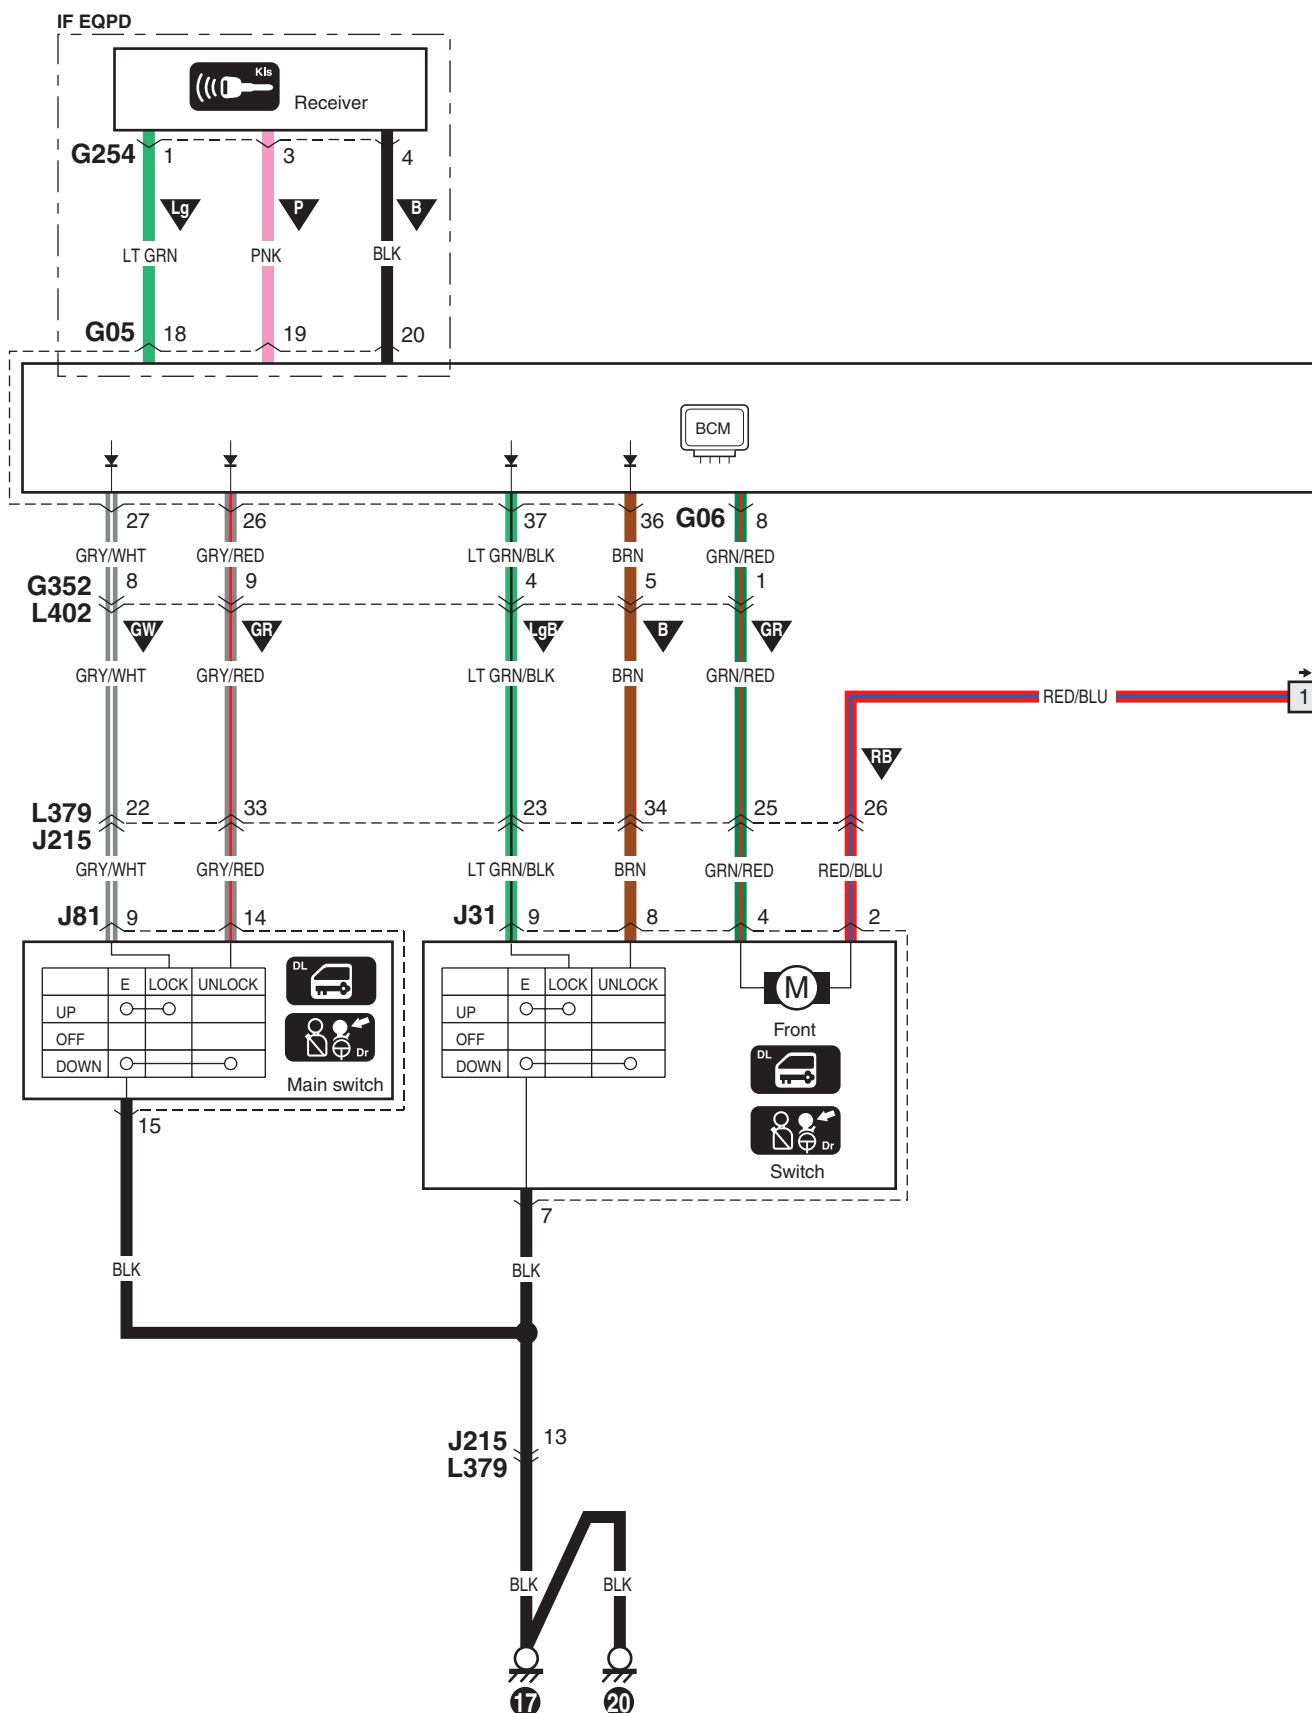 IF EQPD
Kls
Receiver
G254 1 3 4
Lg P B
LT GRN PNK BLK
G05 18 19 20
BCM
27 26 37 36 G06 8
GRY/WHT GRY/RED LT GRN/BLK BRN GRN/RED
G352 8 9 4 5 1
L402
GW GR LgB B GR
GRY/WHT GRY/RED LT GRN/BLK BRN GRN/RED
RED/BLU 1
RB
L379 22 33 23 34 25 26
J215
GRY/WHT GRY/RED LT GRN/BLK BRN GRN/RED RED/BLU
J81 9 14 J31 9 8 4 2
DL
E LOCK UNLOCK E LOCK UNLOCK M
UP UP
Front
OFF OFF
Dr DL
DOWN DOWN
Main switch
15
Dr
Switch
7
BLK BLK
J215 13
L379
BLK BLK
17 20